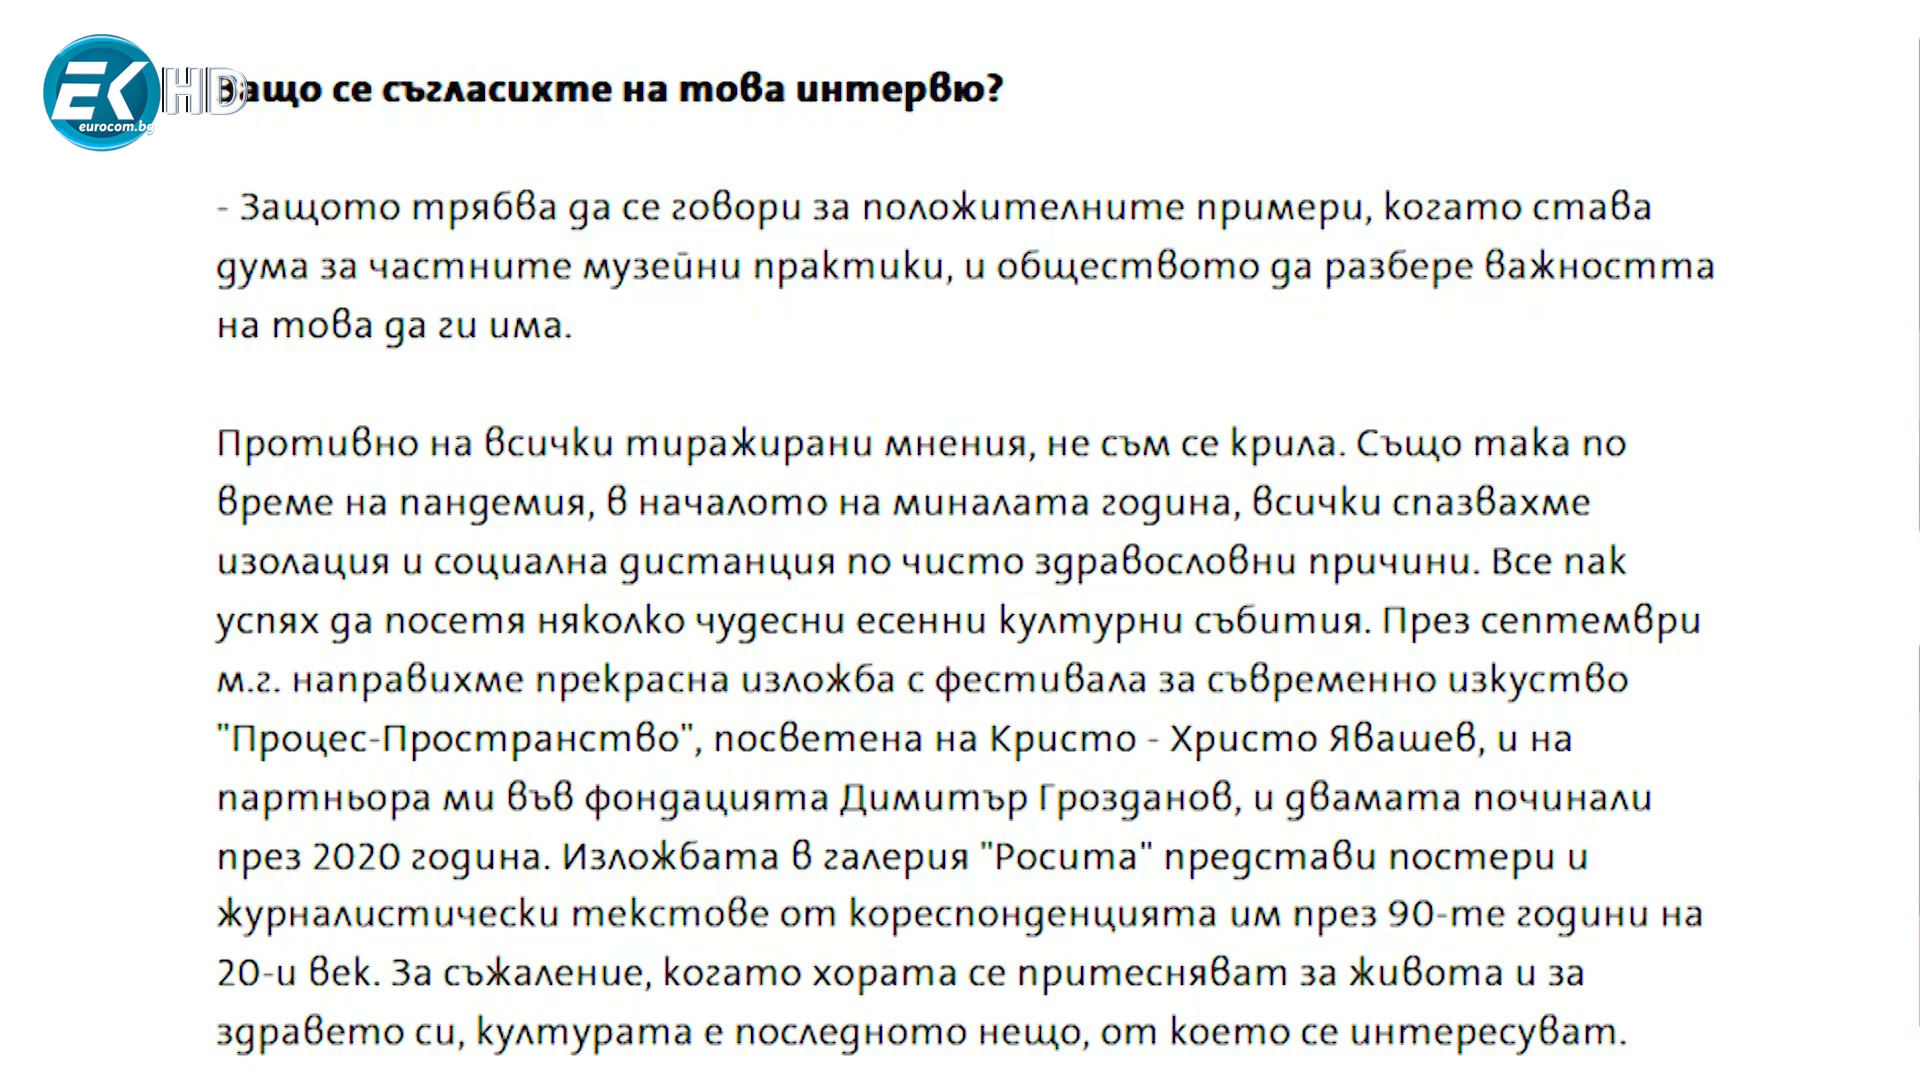 EK HD
eurocom.bg
Защо се съгласихте на това интервю?
- Защото трябва да се говори за положителните примери, когато става
дума за частните музейни практики, и обществото да разбере важността
на това да ги има.
Противно на всички тиражирани мнения, не съм се крила. Също така по
време на пандемия, в началото на миналата година, всички спазвахме
изолация и социална дистанция по чисто здравословни причини. Все пак
успях да посетя няколко чудесни есенни културни събития. През септември
м.г. направихме прекрасна изложба с фестивала за съвременно изкуство
"Процес-Пространство", посветена на Кристо - Христо Явашев, и на
партньора ми във фондацията Димитър Грозданов, и двамата починали
през 2020 година. Изложбата в галерия "Росита" представи постери и
журналистически текстове от кореспонденцията им през 90-те години на
20-и век. За съжаление, когато хората се притесняват за живота и за
здравето си, културата е последното нещо, от което се интересуват.